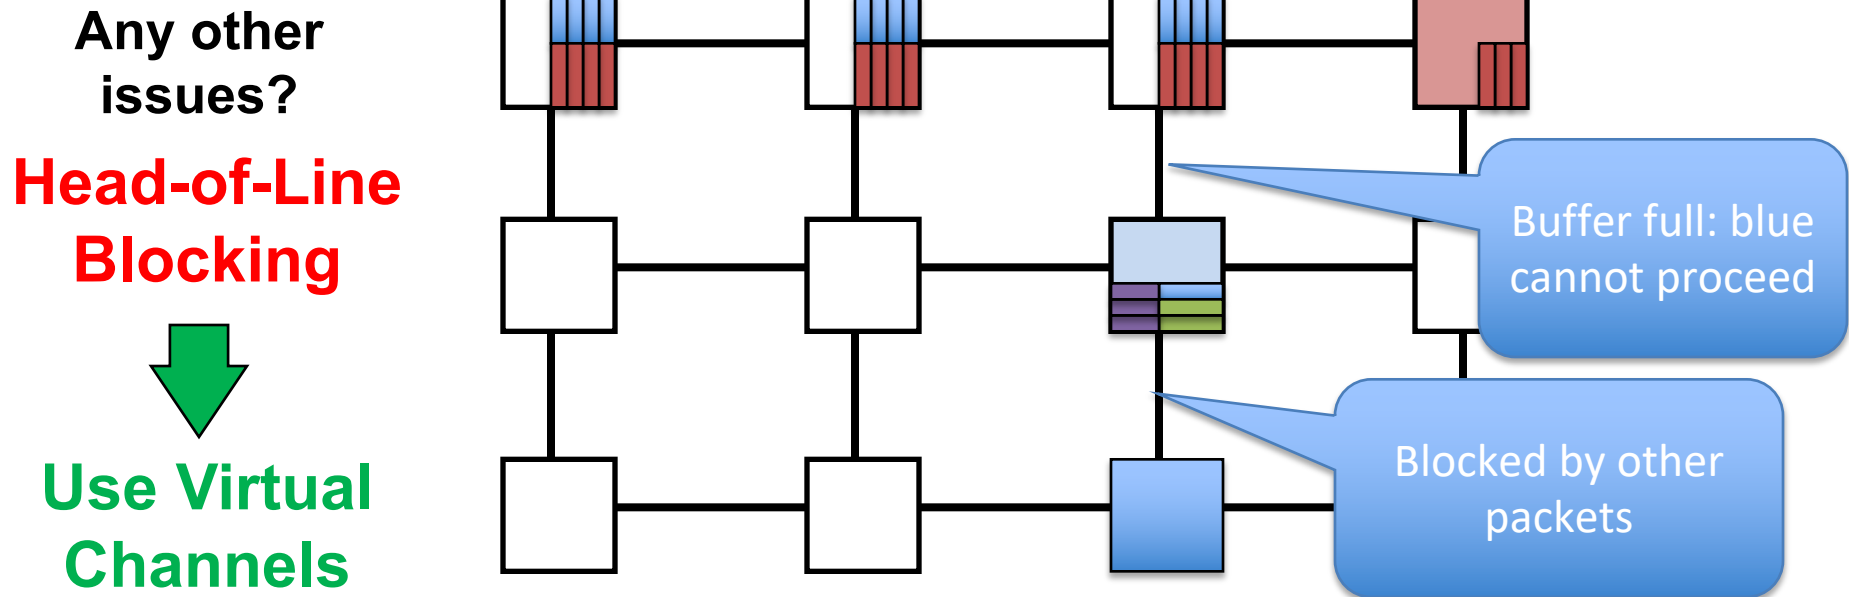 Any other
issues?
Head-of-Line
Blocking
Use Virtual
Channels
Buffer full: blue
cannot proceed
Blocked by other
packets